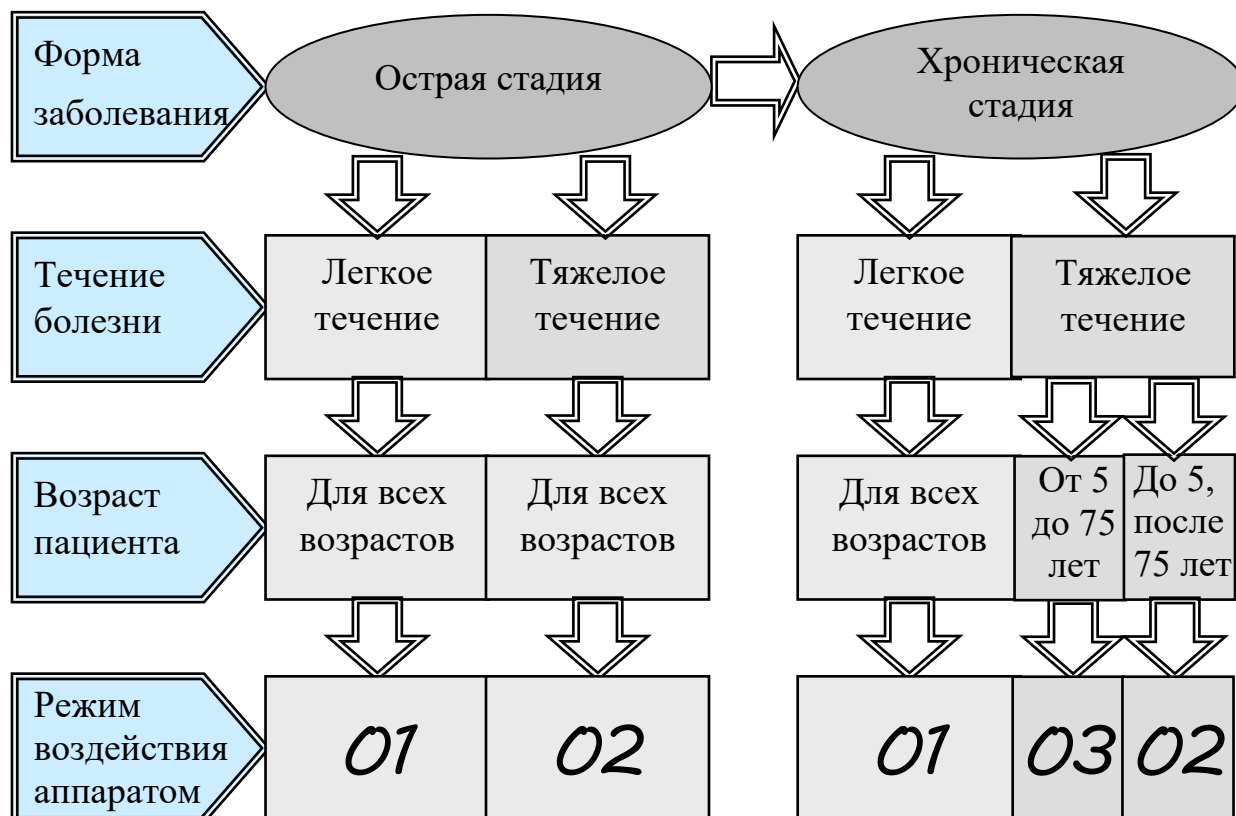 Форма
заболевания
Острая стадия
Хроническая
стадия
Течение
болезни
Легкое
течение
Тяжелое
течение
Легкое
течение
Тяжелое
течение
Возраст
пациента
Для всех
возрастов
Для всех
возрастов
Для всех
возрастов
От 5
до 75
лет
До 5,
после
75 лет
Режим
воздействия
аппаратом
01
02
01
03
02